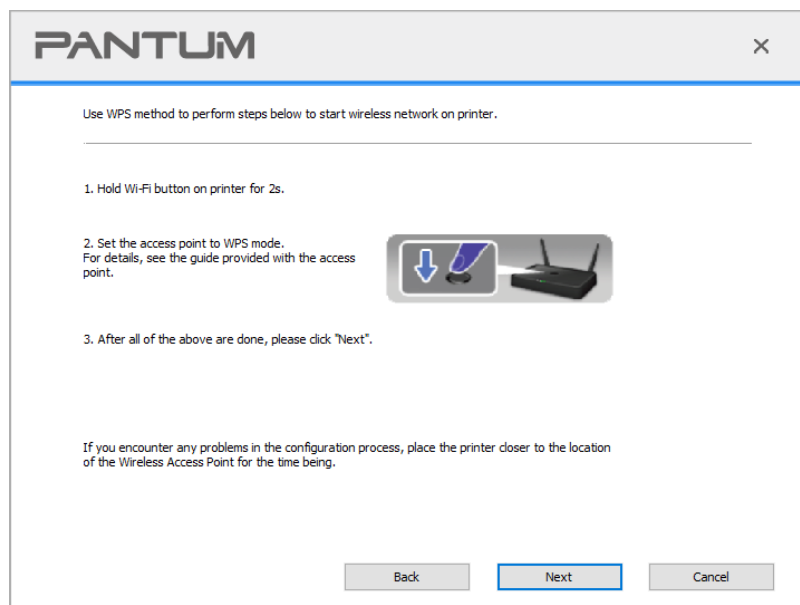 PANTUM
Use WPS method to perform steps below to start wireless network on printer.
1. Hold Wi-Fi button on printer for 2s.
2. Set the access point to WPS mode.
For details, see the guide provided with the access
point.
3. After all of the above are done, please click "Next".
If you encounter any problems in the configuration process, place the printer closer to the location
of the Wireless Access Point for the time being.
Back
Next
Cancel